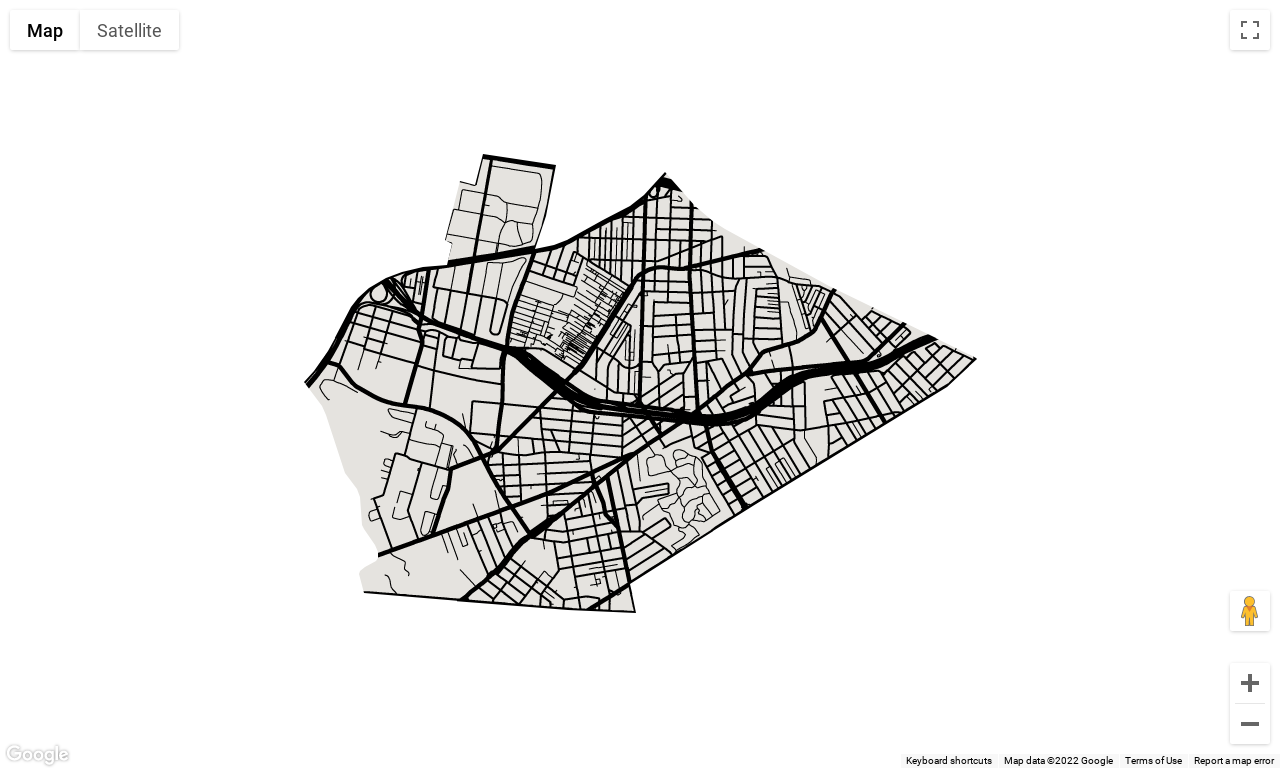 Map Satellite
Google
Keyboard shortcuts Map data ©2022 Google Terms of Use Report a map error